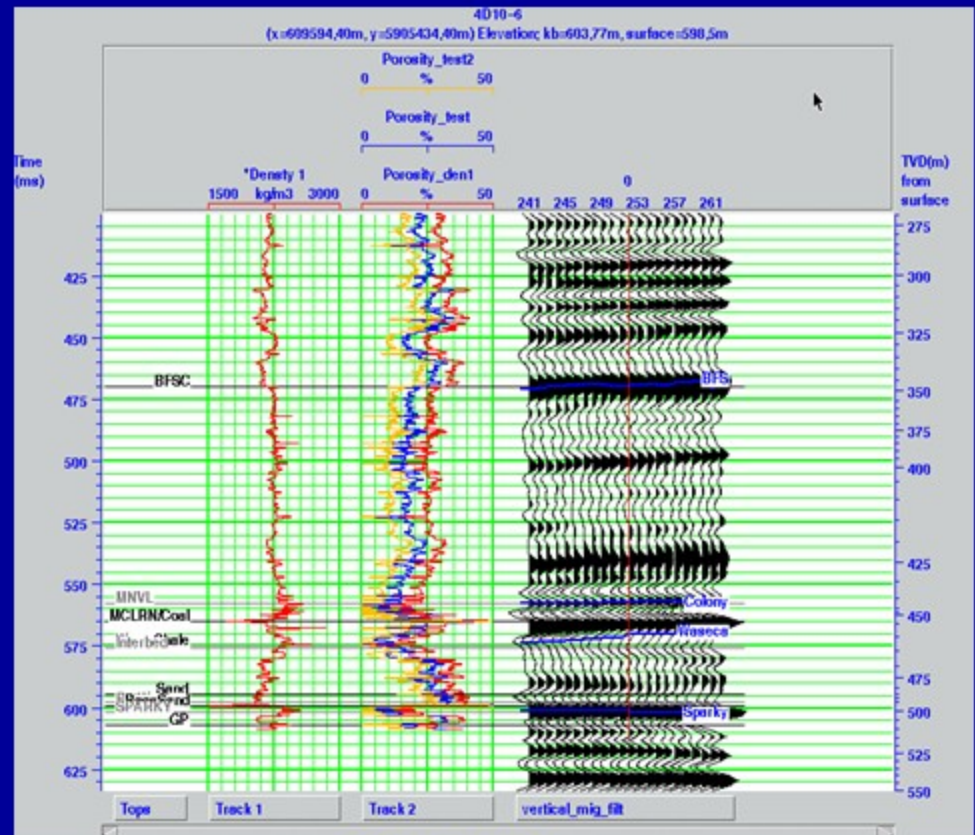 4D10-6
(x=609594,40m, y=5905434,40m) Elevation; kb=603,77m, surface=598,5m
Porosity_test2
0 % 50
Porosity_test
0 % 50
Time
(ms)
*Density 1
1500 kg/m3 3000
Porosity_den1
0 % 50
0
241 245 249 253 257 261
TVD(m)
from
surface
275
425
300
450
325
BFSC
BFS
475
350
375
500
400
525
550
425
MNVL
Colony
MCLRN/Coal
450
Waseca
575
475
Sand
SPARKY
600
Sparky
500
GP
525
625
550
Tops
Track 1
Track 2
vertical_mig_filt